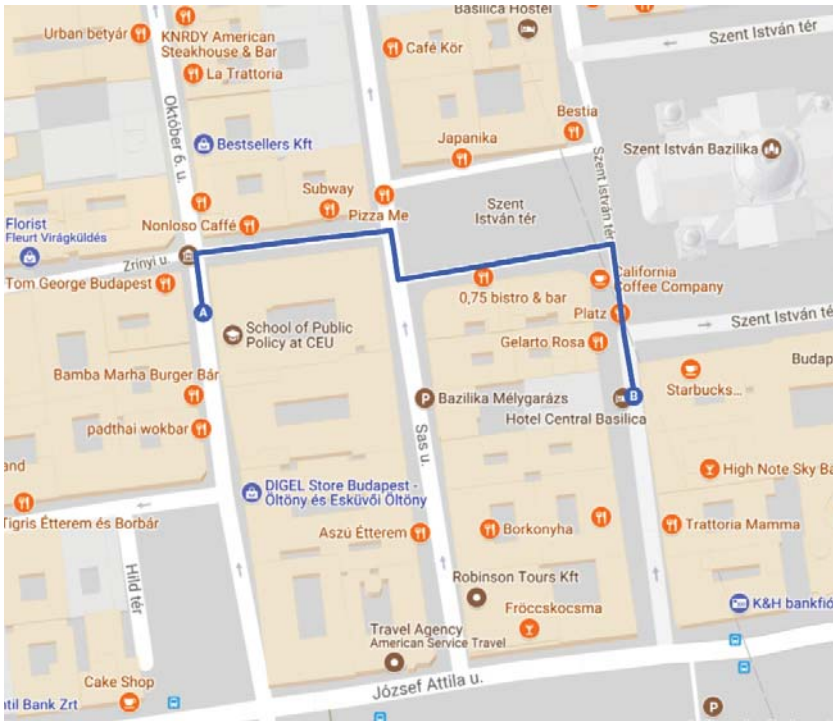 Basilica Hostel
Urban betyár
KNRDY American
Steakhouse & Bar
La Trattoria
Café Kör
Szent István tér
Bestia
Október 6. u.
Bestsellers Kft
Japanika
Szent István Bazilika
Szent István tér
Subway
Szent
István tér
Pizza Me
Nonloso Caffé
Florist
Fleurt Virágküldés
Zrínyi u.
Tom George Budapest
A
0,75 bistro & bar
California
Coffee Company
Platz
Szent István té
School of Public
Policy at CEU
Gelarto Rosa
Budap
Bamba Marha Burger Bár
P
Bazilika Mélygarázs
B
Starbucks...
Hotel Central Basilica
padthai wokbar
Sas u.
and
High Note Sky Ba
DIGEL Store Budapest -
Öltöny és Esküvői Öltöny
Tigris Étterem és Borbár
Aszú Étterem
Borkonyha
Trattoria Mamma
Hild tér
Robinson Tours Kft
Fröccskocsma
K&H bankfió
Travel Agency
American Service Travel
József Attila u.
Cake Shop
ntil Bank Zrt
P